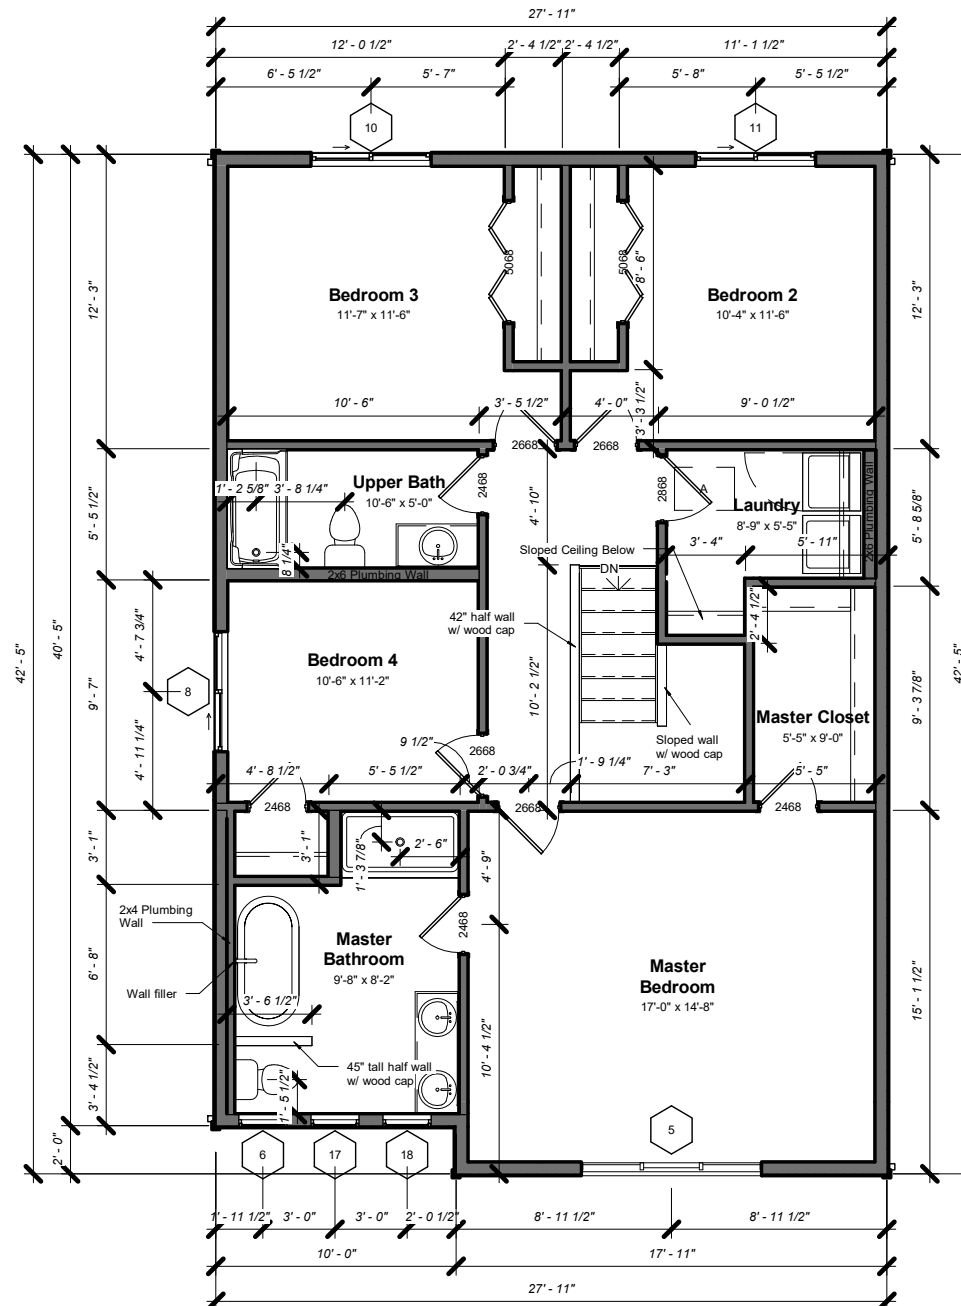 27' - 11"
12' - 0 1/2"
2' - 4 1/2"
2' - 4 1/2"
11' - 1 1/2"
6' - 5 1/2"
5' - 7"
5' - 8"
5' - 5 1/2"
10
11
12' - 3"
5068
5068
8' - 6"
12' - 3"
Bedroom 3
11'-7" x 11'-6"
Bedroom 2
10'-4" x 11'-6"
10' - 6"
3' - 5 1/2"
4' - 0"
3' - 3 1/2"
9' - 0 1/2"
2668
2668
5' - 5 1/2"
1' - 2 5/8"
3' - 8 1/4"
Upper Bath
10'-6" x 5'-0"
2468
4' - 10"
2868
A
Laundry
8'-9" x 5'-5"
2x6 Plumbing Wall
5' - 8 5/8"
8 1/4"
2x6 Plumbing Wall
Sloped Ceiling Below
3' - 4"
5' - 11"
DN
42' - 5"
40' - 5"
9' - 7"
4' - 7 3/4"
8
4' - 11 1/4"
42" half wall
w/ wood cap
2' - 4 1/2"
Bedroom 4
10'-6" x 11'-2"
10' - 2 1/2"
42' - 5"
9' - 3 7/8"
Master Closet
5'-5" x 9'-0"
Sloped wall
w/ wood cap
9 1/2"
2668
4' - 8 1/2"
5' - 5 1/2"
2' - 0 3/4"
1' - 9 1/4"
7' - 3"
5' - 5"
2468
2668
2468
3' - 1"
3' - 1"
1' - 3 7/8"
2' - 6"
4' - 9"
2x4 Plumbing
Wall
2468
6' - 8"
Master
Bathroom
9'-8" x 8'-2"
Master
Bedroom
17'-0" x 14'-8"
Wall filler
3' - 6 1/2"
15' - 1 1/2"
10' - 4 1/2"
45" tall half wall
w/ wood cap
3' - 4 1/2"
1' - 5 1/2"
2' - 0"
6
17
18
5
1' - 11 1/2"
3' - 0"
3' - 0"
2' - 0 1/2"
8' - 11 1/2"
8' - 11 1/2"
10' - 0"
17' - 11"
27' - 11"